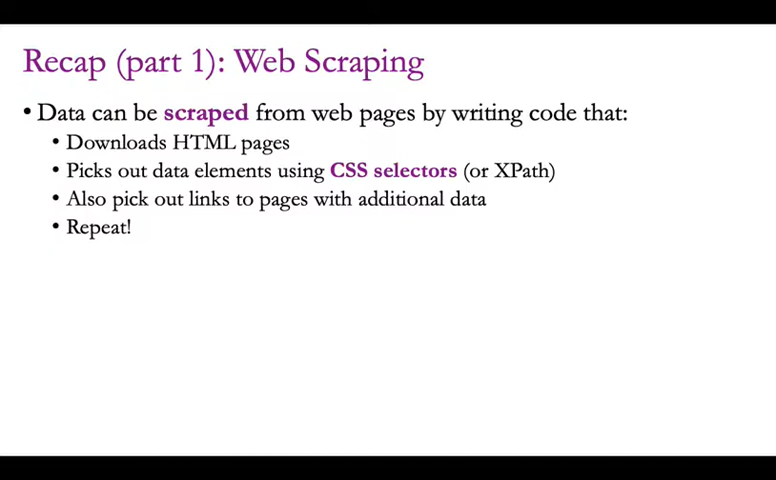 Recap (part 1): Web Scraping
• Data can be scraped from web pages by writing code that:
• Downloads HTML pages
• Picks out data elements using CSS selectors (or XPath)
• Also pick out links to pages with additional data
• Repeat!